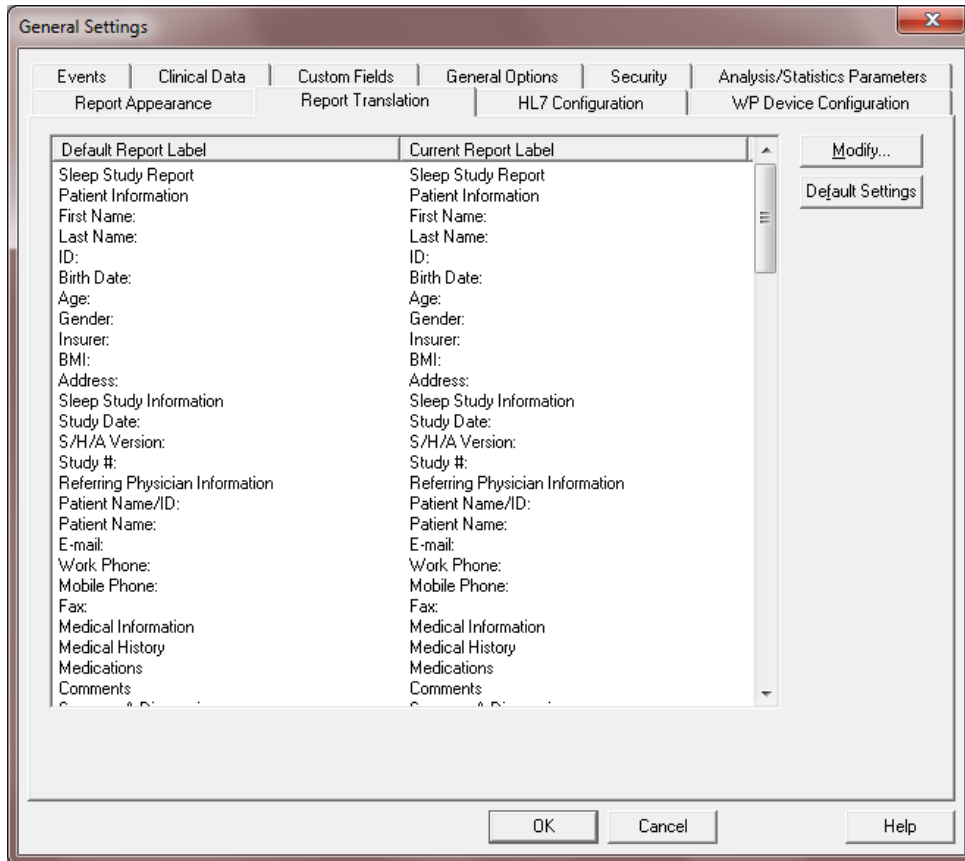 General Settings
Events Clinical Data Custom Fields General Options Security Analysis/Statistics Parameters
Report Appearance Report Translation HL7 Configuration WP Device Configuration
Default Report Label Current Report Label Modify...
Sleep Study Report Sleep Study Report
Patient Information Patient Information Default Settings
First Name: First Name:
Last Name: Last Name:
ID: ID:
Birth Date: Birth Date:
Age: Age:
Gender: Gender:
Insurer: Insurer:
BMI: BMI:
Address: Address:
Sleep Study Information Sleep Study Information
Study Date: Study Date:
S/H/A Version: S/H/A Version:
Study #: Study #:
Referring Physician Information Referring Physician Information
Patient Name/ID: Patient Name/ID:
Patient Name: Patient Name:
E-mail: E-mail:
Work Phone: Work Phone:
Mobile Phone: Mobile Phone:
Fax: Fax:
Medical Information Medical Information
Medical History Medical History
Medications Medications
Comments Comments
OK Cancel Help